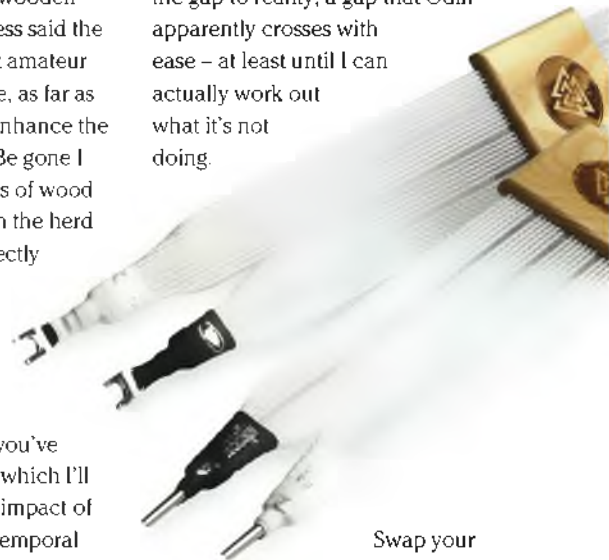 wooden
said the
amateur
as far as
the
Be gone I
of wood
the herd
you've
which I'll
impact of
gap to reality, a gap that Odin
apparently crosses with
ease – at least until I can
actually work out
what it's not
doing.
Swap your